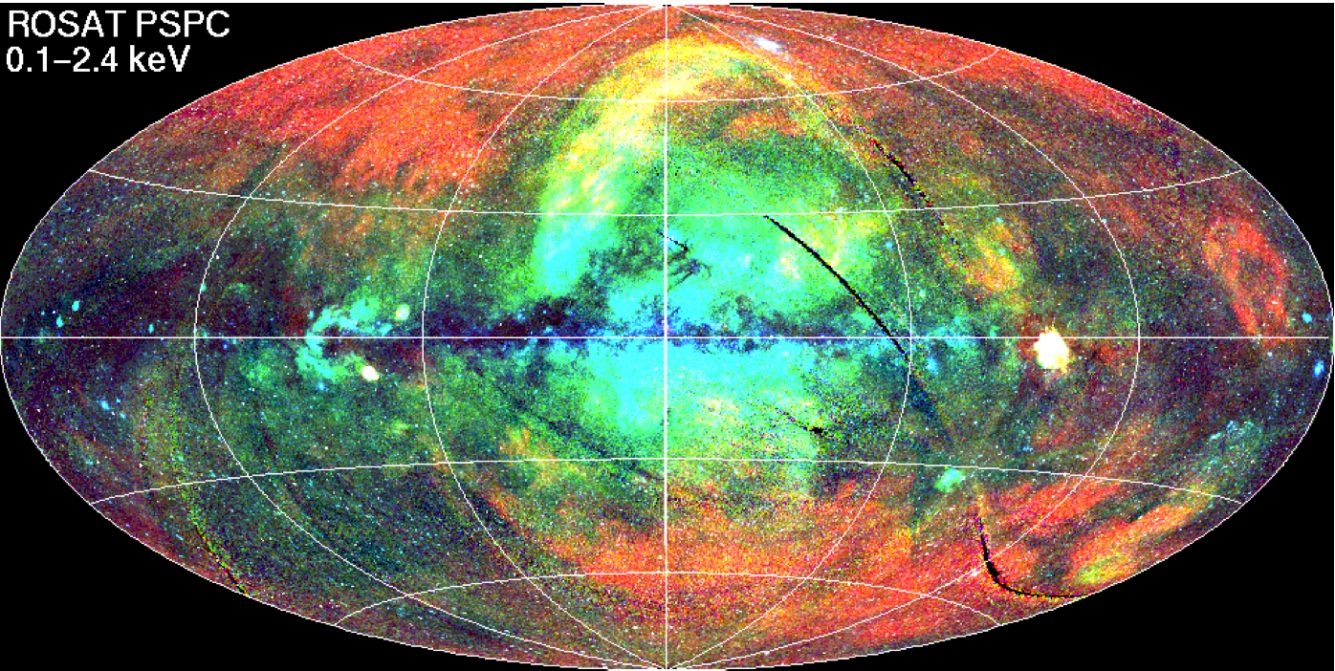 ROSAT PSPC
0.1–2.4 keV